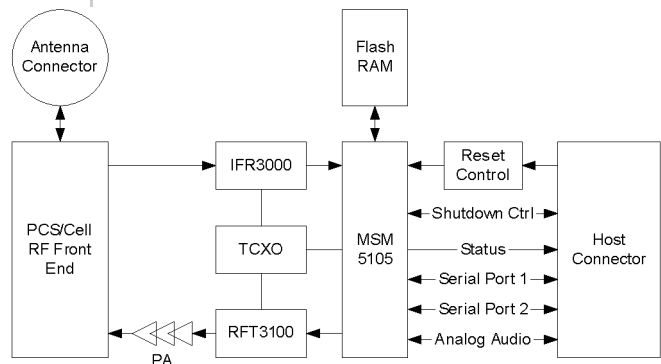 Antenna
Connector
Flash
RAM
PCS/Cell
RF Front
End
IFR3000
TCXO
RFT3100
PA
MSM
5105
Reset
Control
Shutdown Ctrl
Status
Serial Port 1
Serial Port 2
Analog Audio
Host
Connector